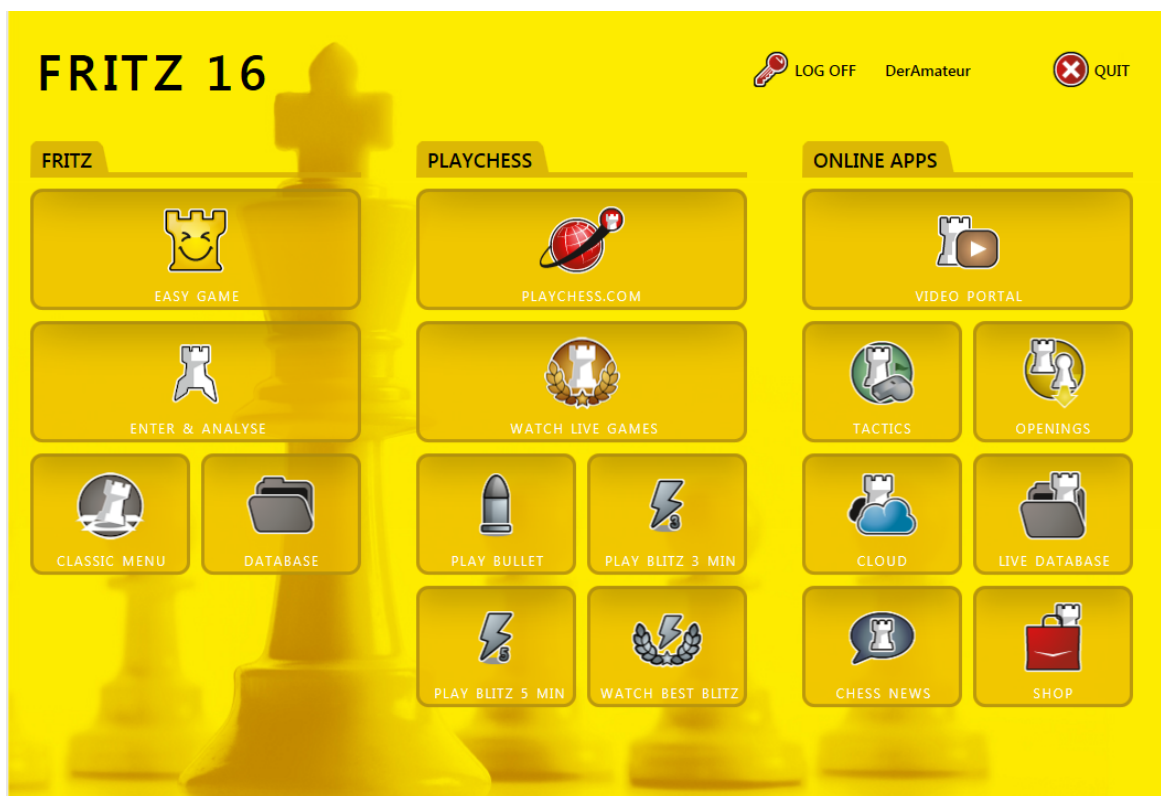 FRITZ 16
LOG OFF
DerAmateur
QUIT
FRITZ
EASY GAME
ENTER & ANALYSE
CLASSIC MENU
DATABASE
PLAYCHESS
PLAYCHESS.COM
WATCH LIVE GAMES
PLAY BULLET
3
PLAY BLITZ 3 MIN
5
PLAY BLITZ 5 MIN
WATCH BEST BLITZ
ONLINE APPS
VIDEO PORTAL
TACTICS
OPENINGS
CLOUD
LIVE DATABASE
CHESS NEWS
SHOP